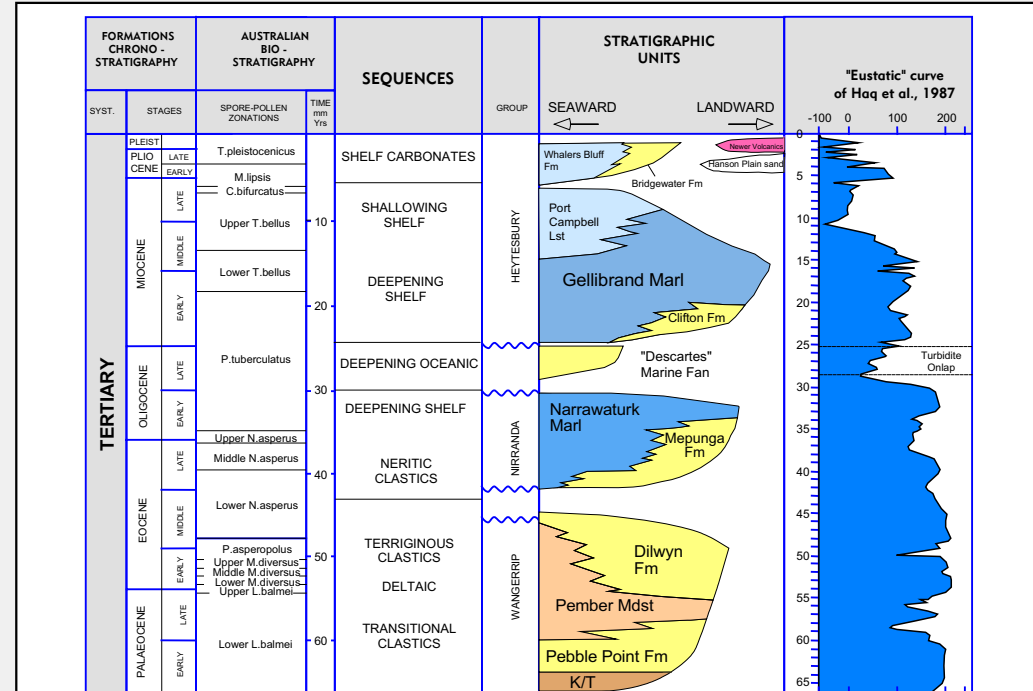 FORMATIONS
CHRONO -
STRATIGRAPHY
AUSTRALIAN
BIO -
STRATIGRAPHY
SEQUENCES
STRATIGRAPHIC
UNITS
"Eustatic" curve
of Haq et al., 1987
SYST.
STAGES
SPORE-POLLEN
ZONATIONS
TIME
mm
Yrs
GROUP
SEAWARD
LANDWARD
-100
0
100
200
TERTIARY
PLEIST
PLIO
CENE
MIOCENE
OLIGOCENE
EOCENE
PALAEOCENE
LATE
EARLY
LATE
MIDDLE
EARLY
LATE
EARLY
LATE
MIDDLE
EARLY
LATE
EARLY
T.pleistocenicus
M.lipsis
C.bifurcatus
Upper T.bellus
Lower T.bellus
P.tuberculatus
Upper N.asperus
Middle N.asperus
Lower N.asperus
P.asperopolus
Upper M.diversus
Middle M.diversus
Lower M.diversus
Upper L.balmei
Lower L.balmei
10
20
30
40
50
60
SHELF CARBONATES
SHALLOWING
SHELF
DEEPENING
SHELF
DEEPENING OCEANIC
DEEPENING SHELF
NERITIC
CLASTICS
TERRIGINOUS
CLASTICS
DELTAIC
TRANSITIONAL
CLASTICS
HEYTESBURY
NIRRANDA
WANGERRIP
Whalers Bluff
Fm
Bridgewater Fm
Newer Volcanics
Hanson Plain sand
Port
Campbell
Lst
Gellibrand Marl
Clifton Fm
"Descartes"
Marine Fan
Narrawaturk
Marl
Mepunga
Fm
Dilwyn
Fm
Pember Mdst
Pebble Point Fm
K/T
0
5
10
15
20
25
30
35
40
45
50
55
60
65
Turbidite
Onlap